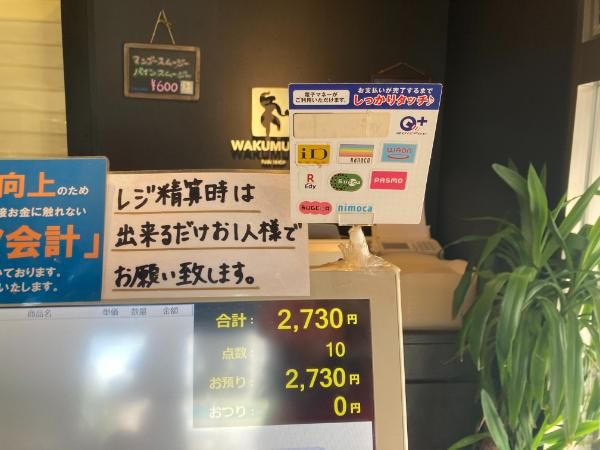 マンゴースムージー
パインスムージー
¥600
WAKUMU
電子マネーが
ご利用いただけます。
お支払いが完了するまで
しっかりタッチ♪
QUICPay
iD
nanaco
WAON
R
Edy
Suica
PASMO
SUGOCA
nimoca
向上のため
接お金に触れない
会計」
いております。
いたします。
レジ精算時は
出来るだけお1人様で
お願い致します。
商品名 単価 数量 金額
合計: 2,730円
点数: 10
お預り: 2,730円
おつり: 0円